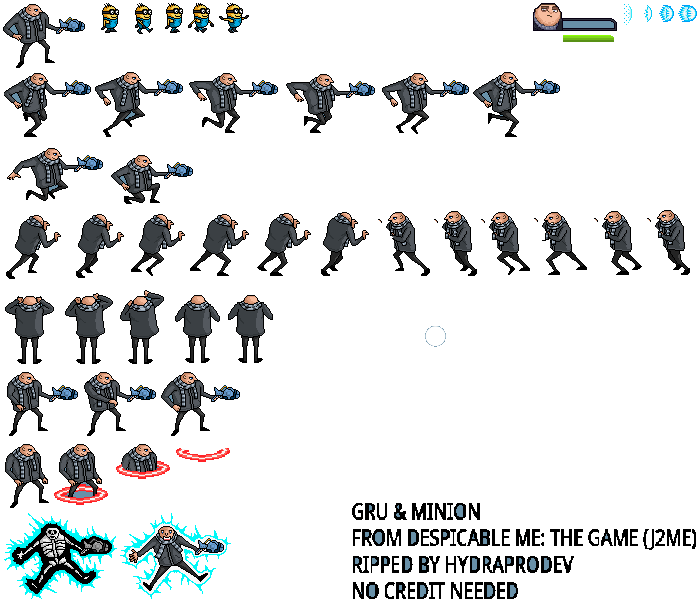 GRU & MINION
FROM DESPICABLE ME: THE GAME (J2ME)
RIPPED BY HYDRAPRODEV
NO CREDIT NEEDED